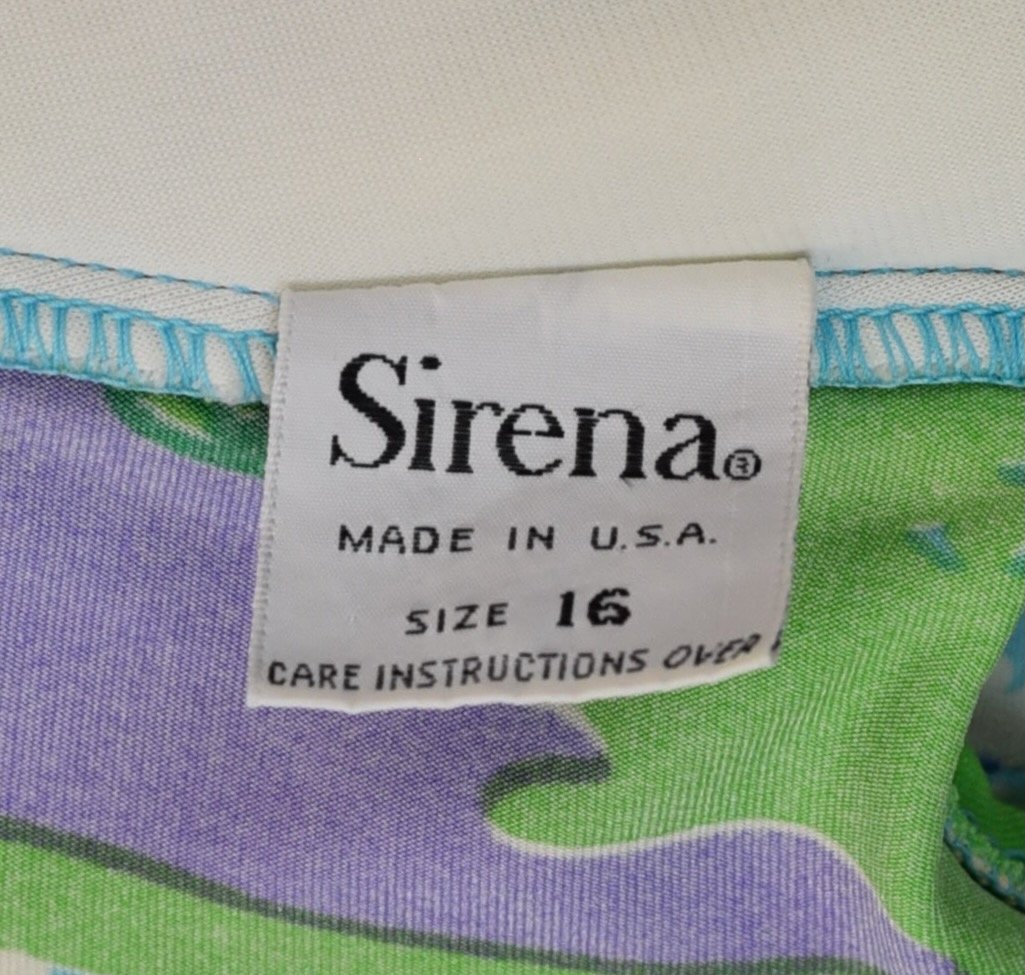 Sirena®
MADE IN U.S.A.
SIZE 16
CARE INSTRUCTIONS OVER